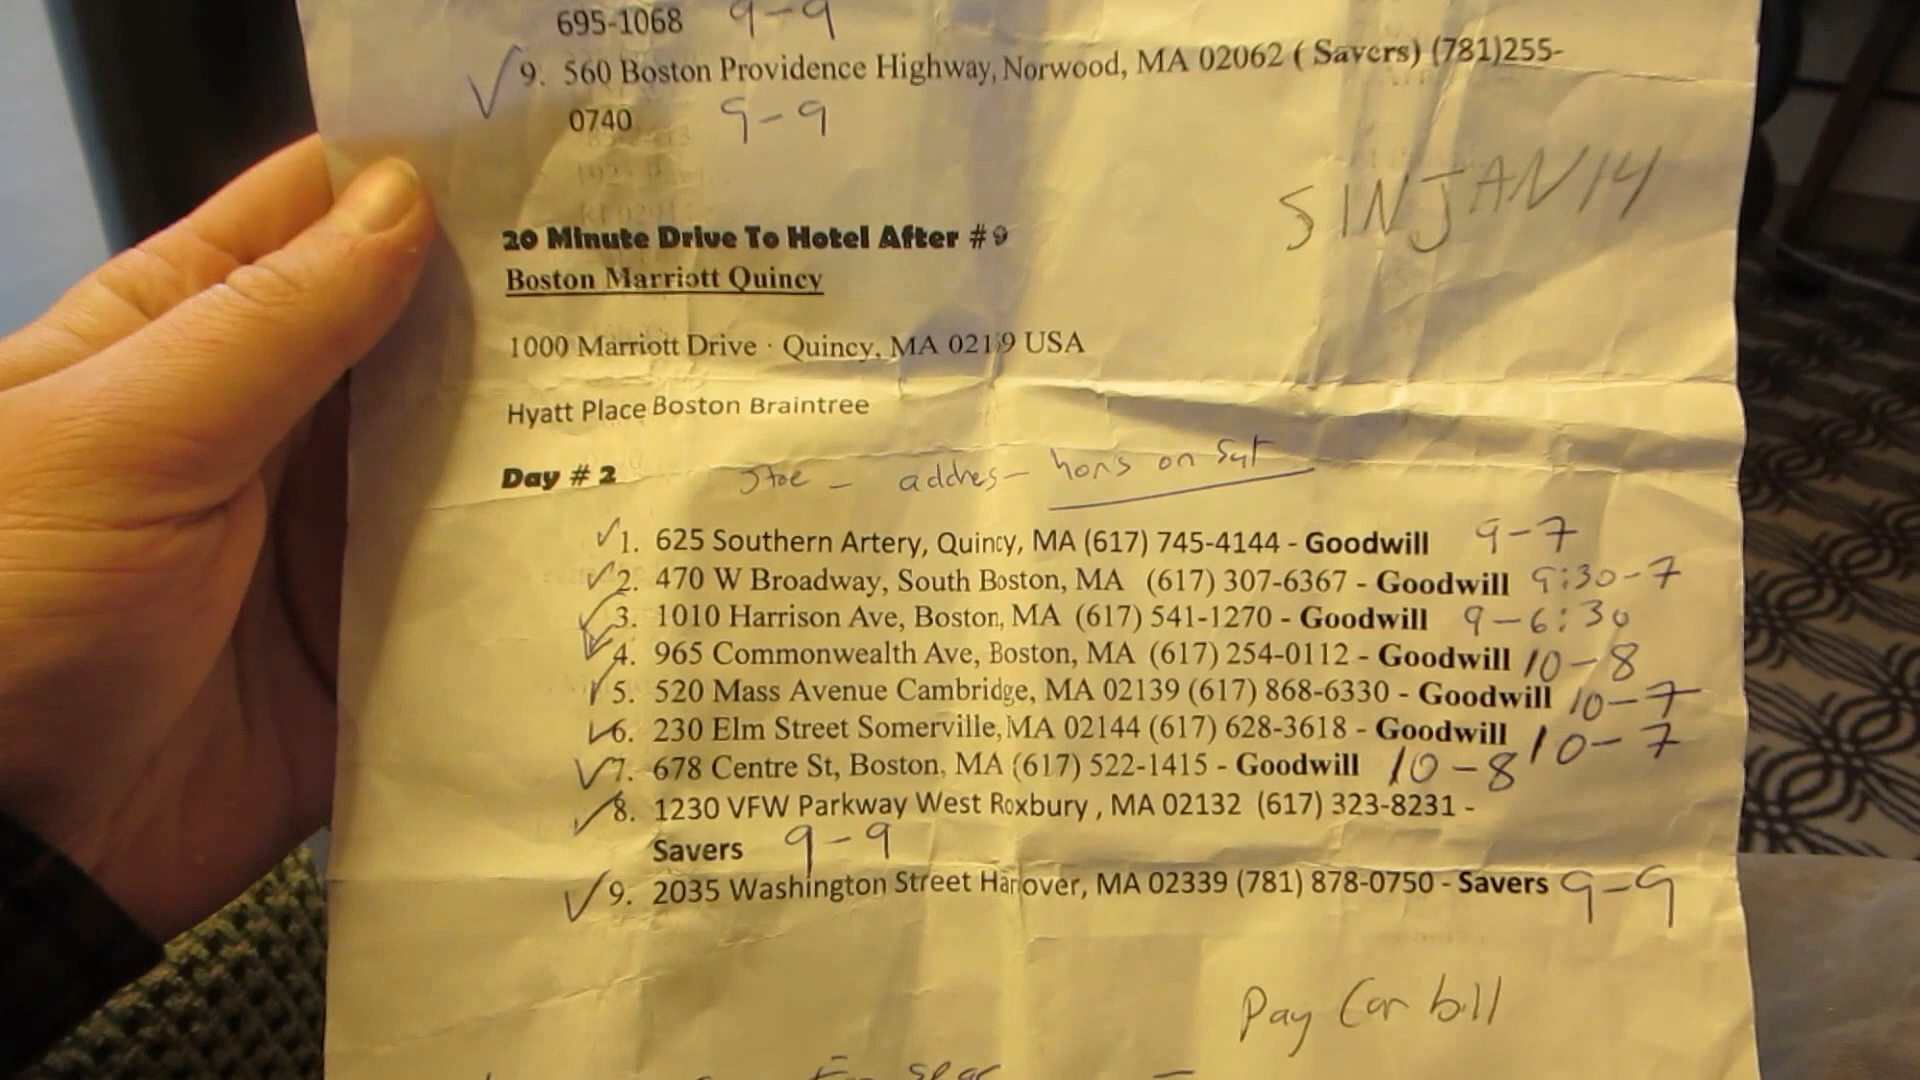 695-1068 9-9
9. 560 Boston Providence Highway, Norwood, MA 02062 ( Savers) (781)255-
0740 9-9
SINJAN14
20 Minute Drive To Hotel After #9
Boston Marriott Quincy
1000 Marriott Drive · Quincy, MA 02169 USA
Hyatt Place Boston Braintree
Day # 2 Stoe - addres- hors on Sat
1. 625 Southern Artery, Quincy, MA (617) 745-4144 - Goodwill 9-7
2. 470 W Broadway, South Boston, MA (617) 307-6367 - Goodwill 9:30-7
3. 1010 Harrison Ave, Boston, MA (617) 541-1270 - Goodwill 9-6:30
4. 965 Commonwealth Ave, Boston, MA (617) 254-0112 - Goodwill 10-8
5. 520 Mass Avenue Cambridge, MA 02139 (617) 868-6330 - Goodwill 10-7
6. 230 Elm Street Somerville, MA 02144 (617) 628-3618 - Goodwill 10-7
7. 678 Centre St, Boston, MA (617) 522-1415 - Goodwill 10-8
8. 1230 VFW Parkway West Roxbury , MA 02132 (617) 323-8231 -
Savers 9-9
9. 2035 Washington Street Hanover, MA 02339 (781) 878-0750 - Savers 9-9
Pay Car bill